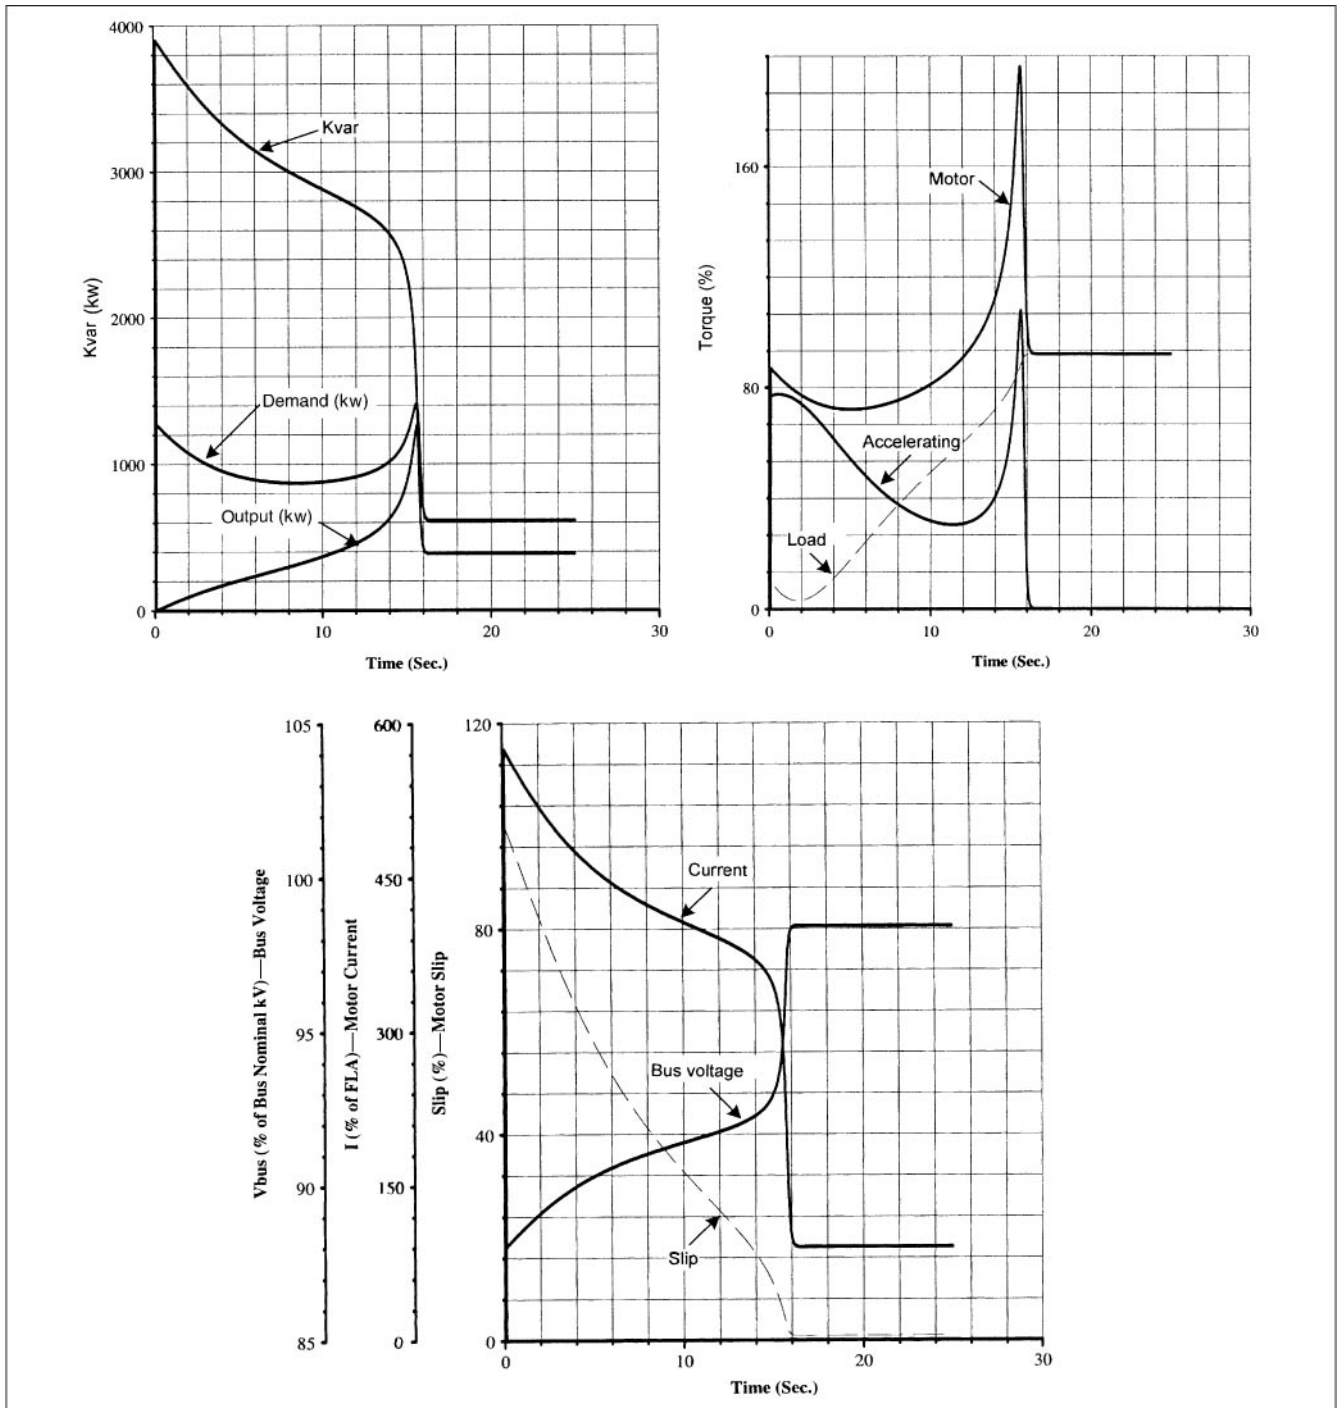 4000
3000
2000
1000
0
Kvar (kw)
Kvar
Demand (kw)
Output (kw)
0
10
20
30
Time (Sec.)
160
80
0
Torque (%)
Motor
Accelerating
Load
0
10
20
30
Time (Sec.)
105
100
95
90
85
Vbus (% of Bus Nominal kV)—Bus Voltage
600
450
300
150
0
I (% of FLA)—Motor Current
120
80
40
0
Slip (%)—Motor Slip
Current
Bus voltage
Slip
0
10
20
30
Time (Sec.)